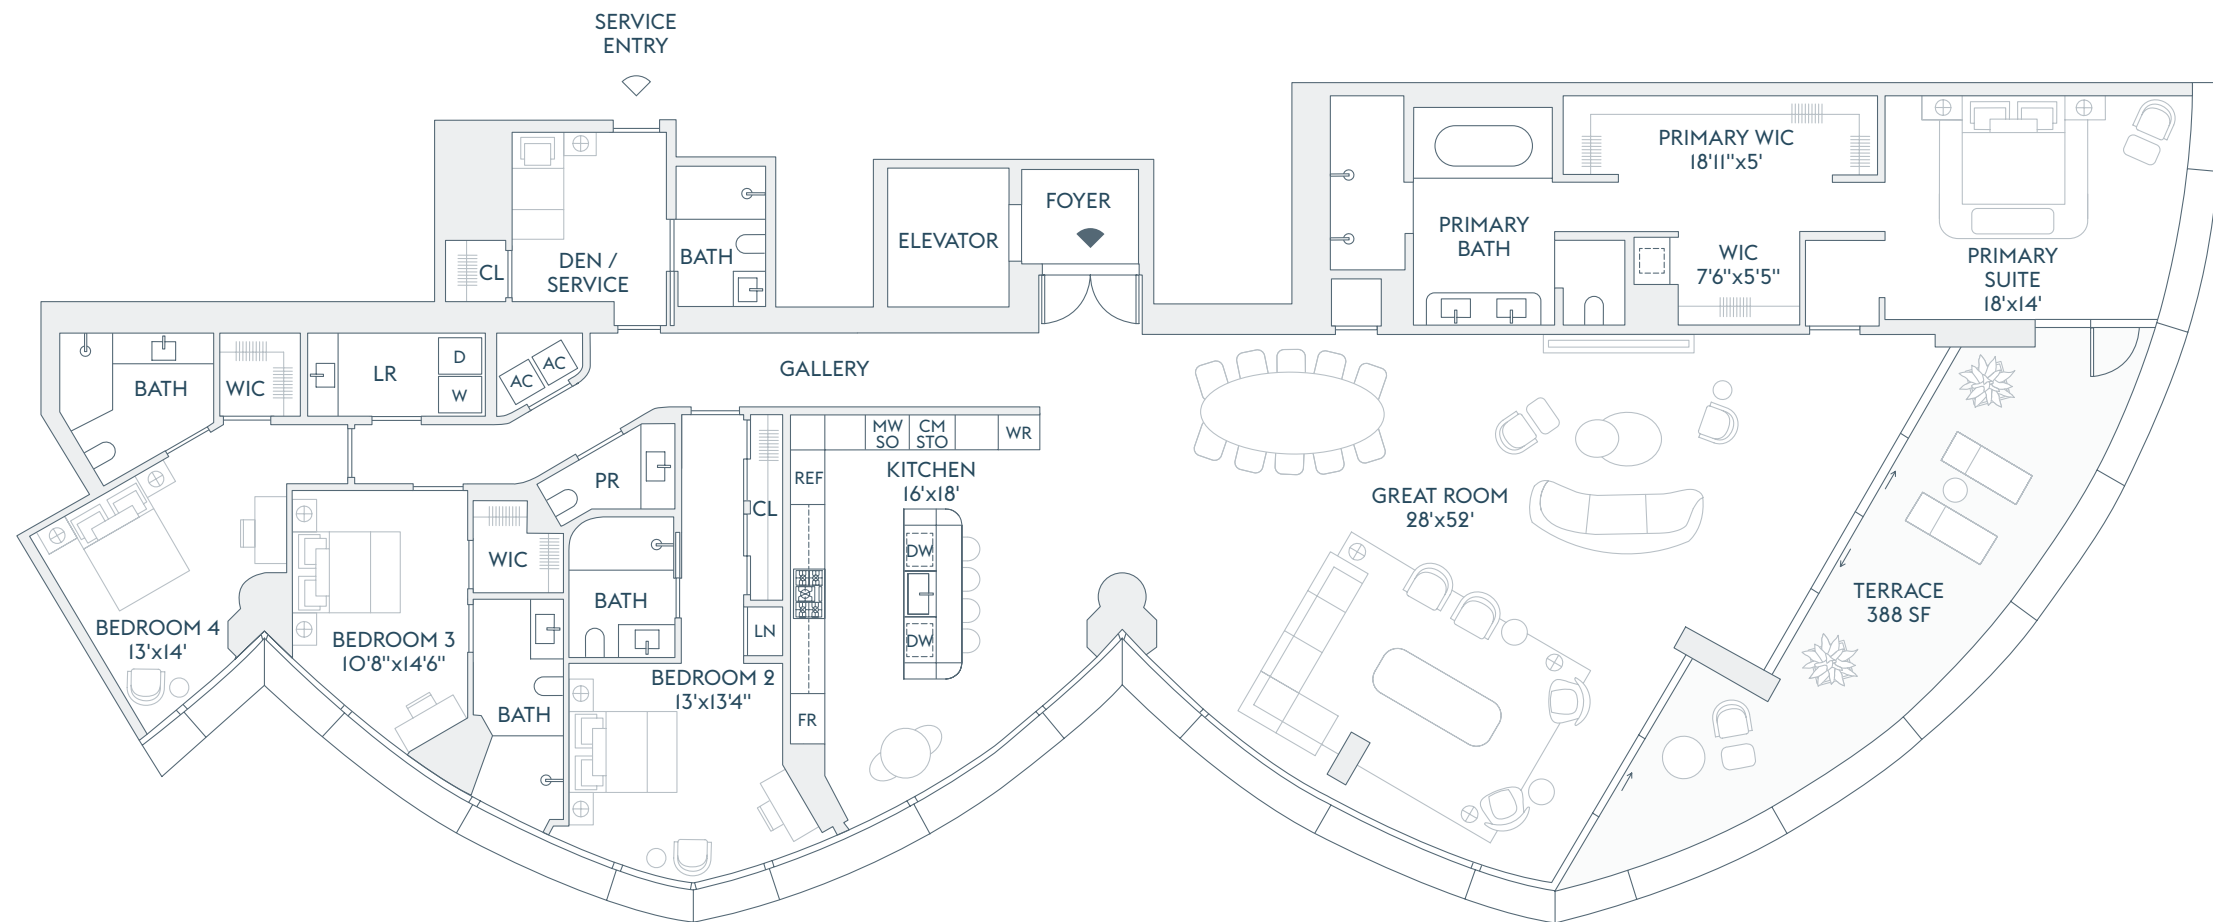 SERVICE
ENTRY
PRIMARY WIC
18'11"x5'
FOYER
ELEVATOR
PRIMARY
BATH
WIC
7'6"x5'5"
PRIMARY
SUITE
18'x14'
CL
DEN /
SERVICE
BATH
BATH
WIC
LR
D
W
AC
AC
GALLERY
MW
SO
CM
STO
WR
PR
REF
KITCHEN
16'x18'
CL
GREAT ROOM
28'x52'
WIC
DW
BATH
LN
DW
TERRACE
388 SF
BEDROOM 4
13'x14'
BEDROOM 3
10'8"x14'6"
BEDROOM 2
13'x13'4"
BATH
FR